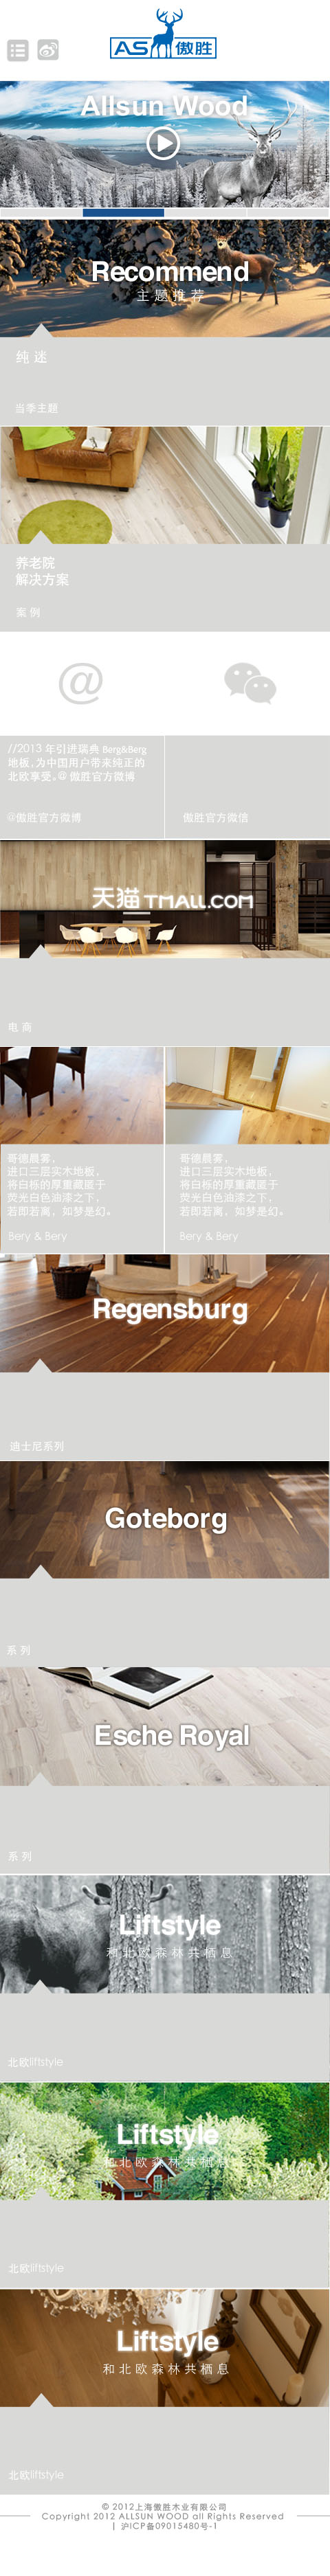 AS 傲胜
Allsun Wood
Recommend
主题推荐
纯 迷
当季主题
养老院
解决方案
案 例
@
//2013 年引进瑞典 Berg&Berg
地板，为中国用户带来纯正的
北欧享受。@ 傲胜官方微博
@傲胜官方微博
傲胜官方微信
天猫 TMALL.COM
电 商
哥德晨雾，
进口三层实木地板，
将白栎的厚重藏匿于
荧光白色油漆之下，
若即若离，如梦是幻。
Bery & Bery
哥德晨雾，
进口三层实木地板，
将白栎的厚重藏匿于
荧光白色油漆之下，
若即若离，如梦是幻。
Bery & Bery
Regensburg
迪士尼系列
Goteborg
系 列
Esche Royal
系 列
Liftstyle
和北欧森林共栖息
北欧liftstyle
Liftstyle
和北欧森林共栖息
北欧liftstyle
Liftstyle
和北欧森林共栖息
北欧liftstyle
© 2012上海傲胜木业有限公司
Copyright 2012 ALLSUN WOOD all Rights Reserved
| 沪ICP备09015480号-1